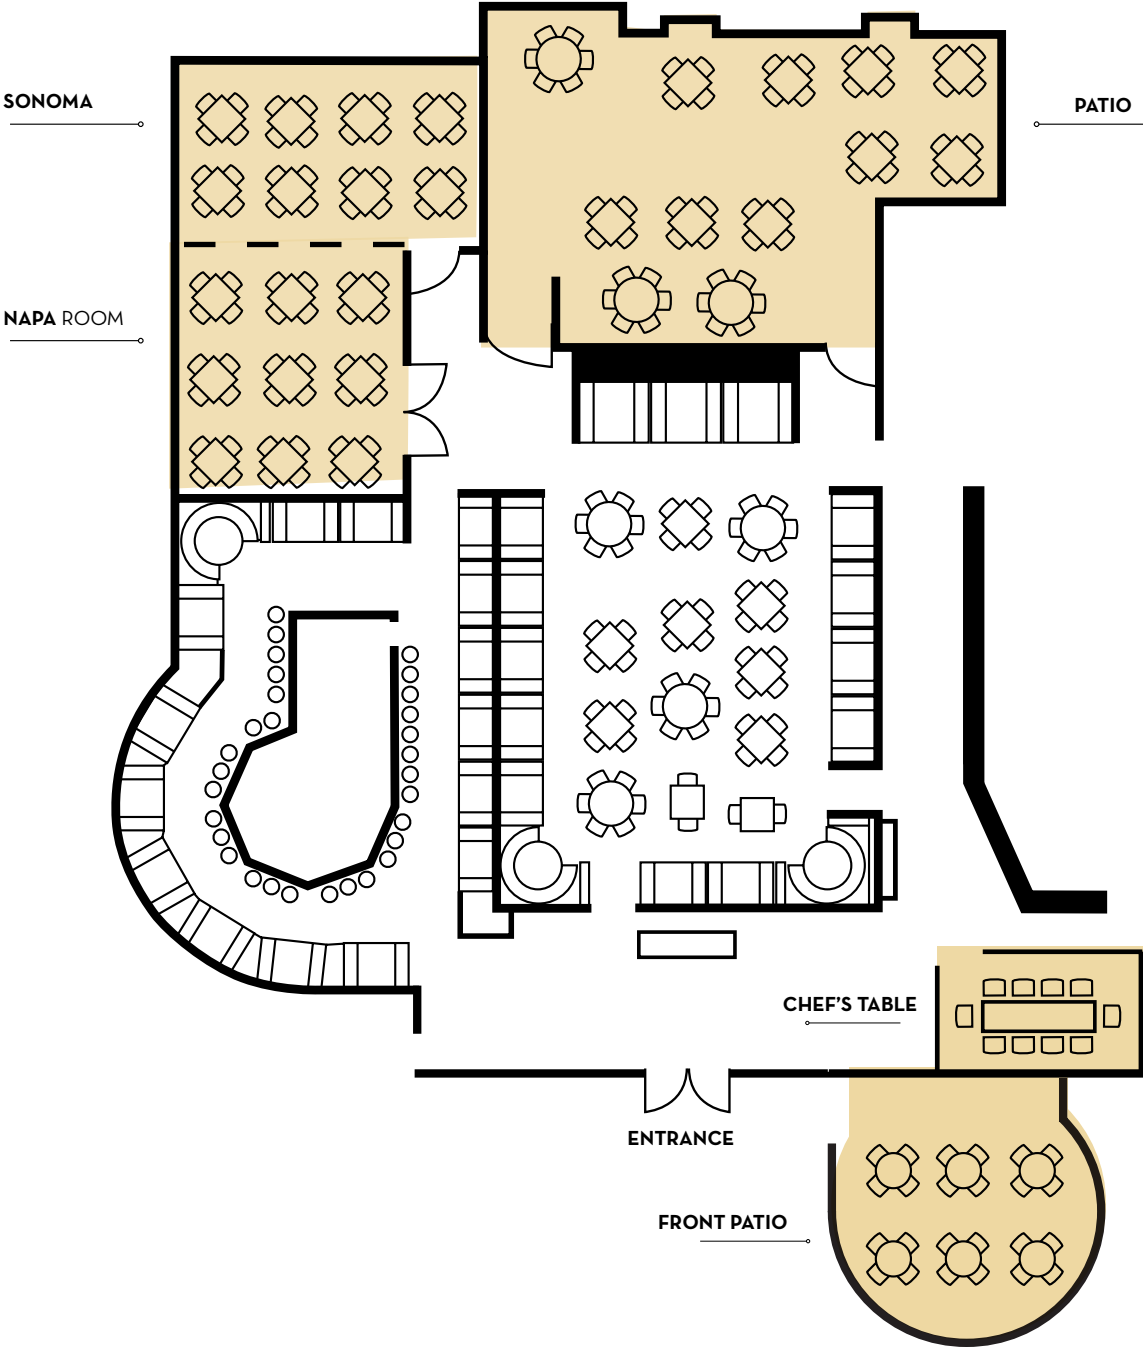 SONOMA
PATIO
NAPA ROOM
CHEF'S TABLE
ENTRANCE
FRONT PATIO